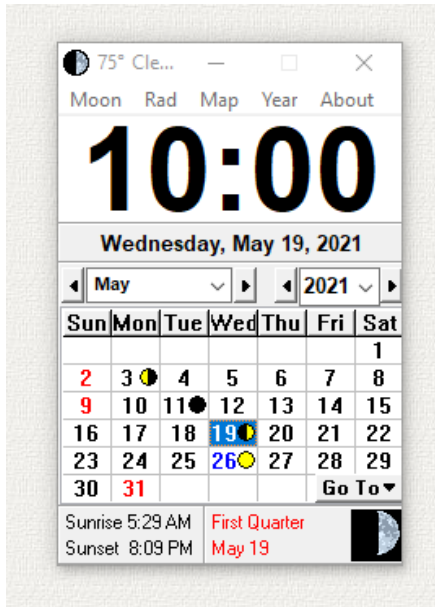 75° Cle...
Moon Rad Map Year About
10:00
Wednesday, May 19, 2021
May 2021
Sun Mon Tue Wed Thu Fri Sat
1
2 3 4 5 6 7 8
9 10 11 12 13 14 15
16 17 18 19 20 21 22
23 24 25 26 27 28 29
30 31 Go To
Sunrise 5:29 AM First Quarter
Sunset 8:09 PM May 19